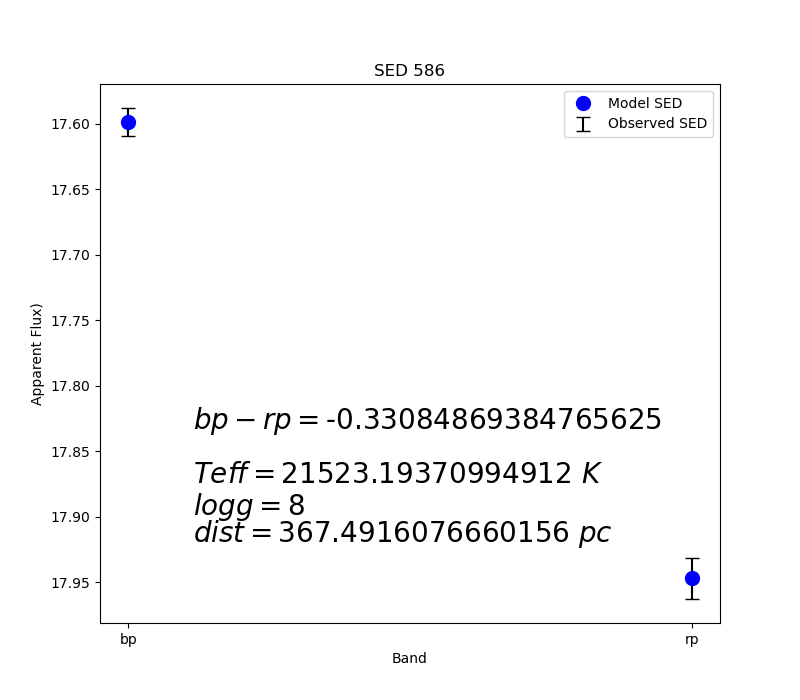 SED 586
Model SED
Observed SED
17.60
17.65
17.70
17.75
17.80
17.85
17.90
17.95
Apparent Flux)
bp − rp = -0.33084869384765625
Teff = 21523.19370994912 K
logg = 8
dist = 367.4916076660156 pc
bp
rp
Band